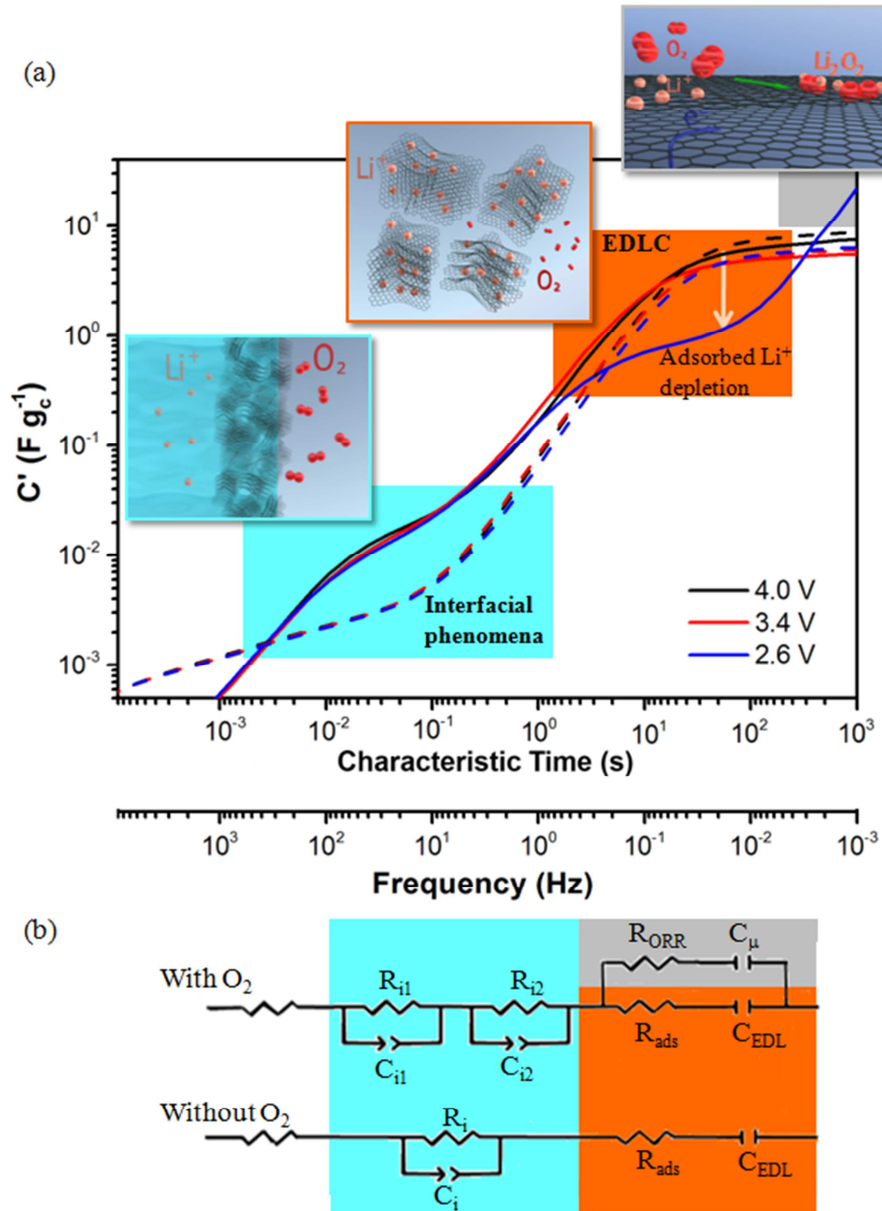 (a)
O₂
Li⁺
Li₂O₂
e⁻
Li⁺
O₂
Li⁺
O₂
EDLC
Adsorbed Li⁺
depletion
Interfacial
phenomena
4.0 V
3.4 V
2.6 V
C' (F g_c⁻¹)
10¹
10⁰
10⁻¹
10⁻²
10⁻³
10⁻³ 10⁻² 10⁻¹ 10⁰ 10¹ 10² 10³
Characteristic Time (s)
10³ 10² 10¹ 10⁰ 10⁻¹ 10⁻² 10⁻³
Frequency (Hz)
(b)
R_ORR C_μ
With O₂
R_i1 R_i2
R_ads C_EDL
C_i1 C_i2
Without O₂
R_i
R_ads C_EDL
C_i